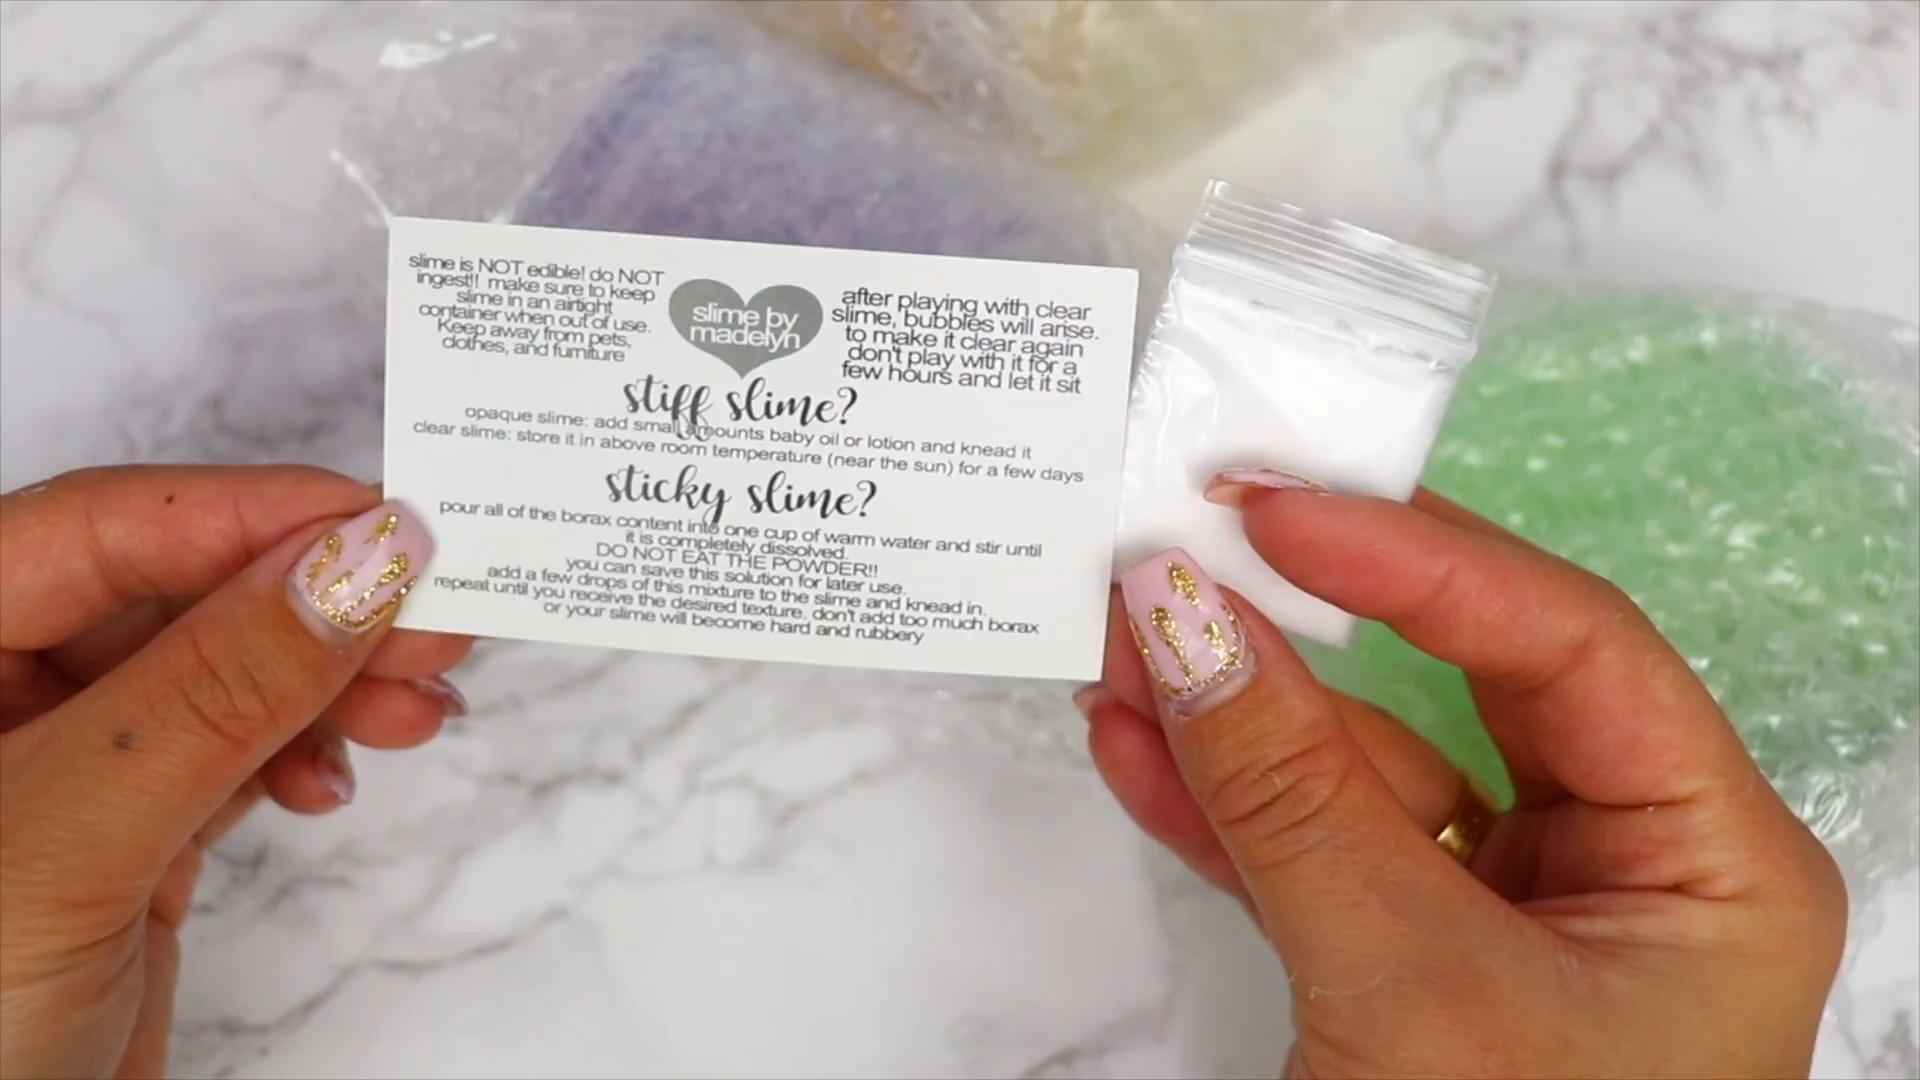 slime is NOT edible! do NOT
ingest!! make sure to keep
slime in an airtight
container when out of use.
Keep away from pets,
clothes, and furniture
slime by
madelyn
after playing with clear
slime, bubbles will arise.
to make it clear again
don't play with it for a
few hours and let it sit
stiff slime?
opaque slime: add small amounts baby oil or lotion and knead it
clear slime: store it in above room temperature (near the sun) for a few days
sticky slime?
pour all of the borax content into one cup of warm water and stir until
it is completely dissolved.
DO NOT EAT THE POWDER!!
you can save this solution for later use.
add a few drops of this mixture to the slime and knead in.
repeat until you receive the desired texture. don't add too much borax
or your slime will become hard and rubbery